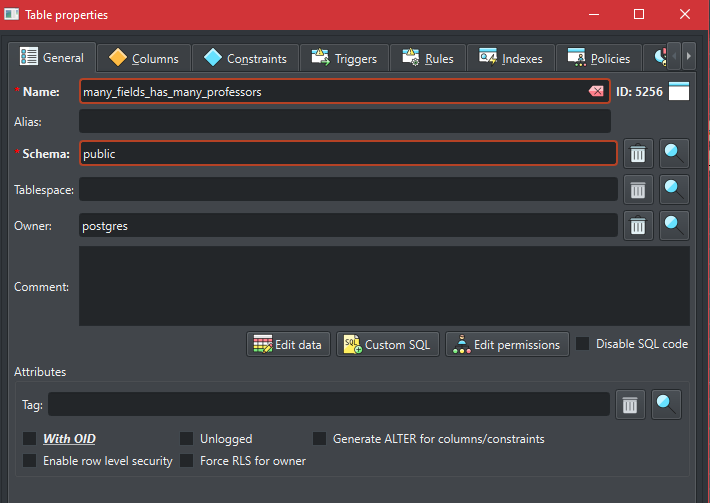 Table properties
General Columns Constraints Triggers Rules Indexes Policies
* Name: many_fields_has_many_professors ID: 5256
Alias:
* Schema: public
Tablespace:
Owner: postgres
Comment:
Edit data SQL Custom SQL Edit permissions Disable SQL code
Attributes
Tag:
With OID Unlogged Generate ALTER for columns/constraints
Enable row level security Force RLS for owner